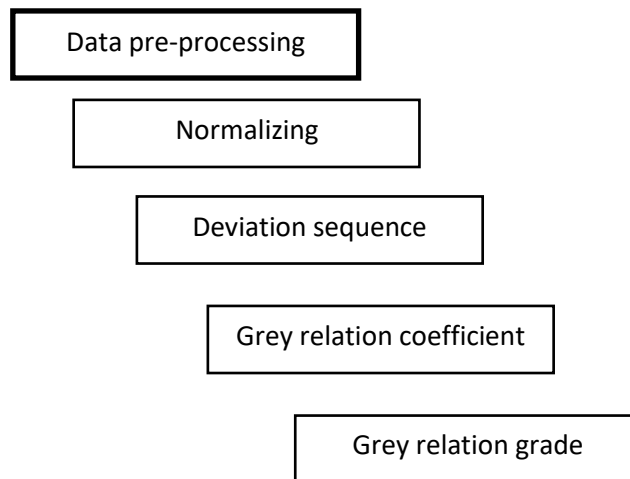 Data pre-processing
Normalizing
Deviation sequence
Grey relation coefficient
Grey relation grade